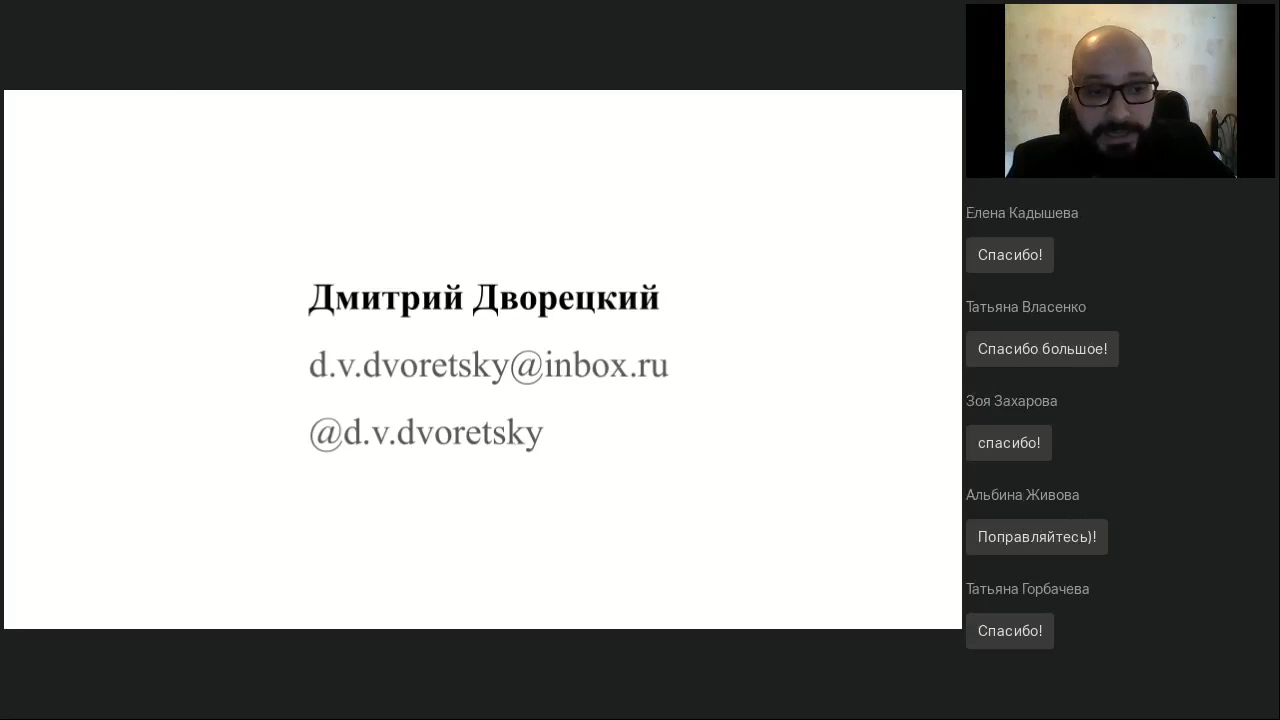 Дмитрий Дворецкий
d.v.dvoretsky@inbox.ru
@d.v.dvoretsky
Елена Кадышева
Спасибо!
Татьяна Власенко
Спасибо большое!
Зоя Захарова
спасибо!
Альбина Живова
Поправляйтесь)!
Татьяна Горбачева
Спасибо!